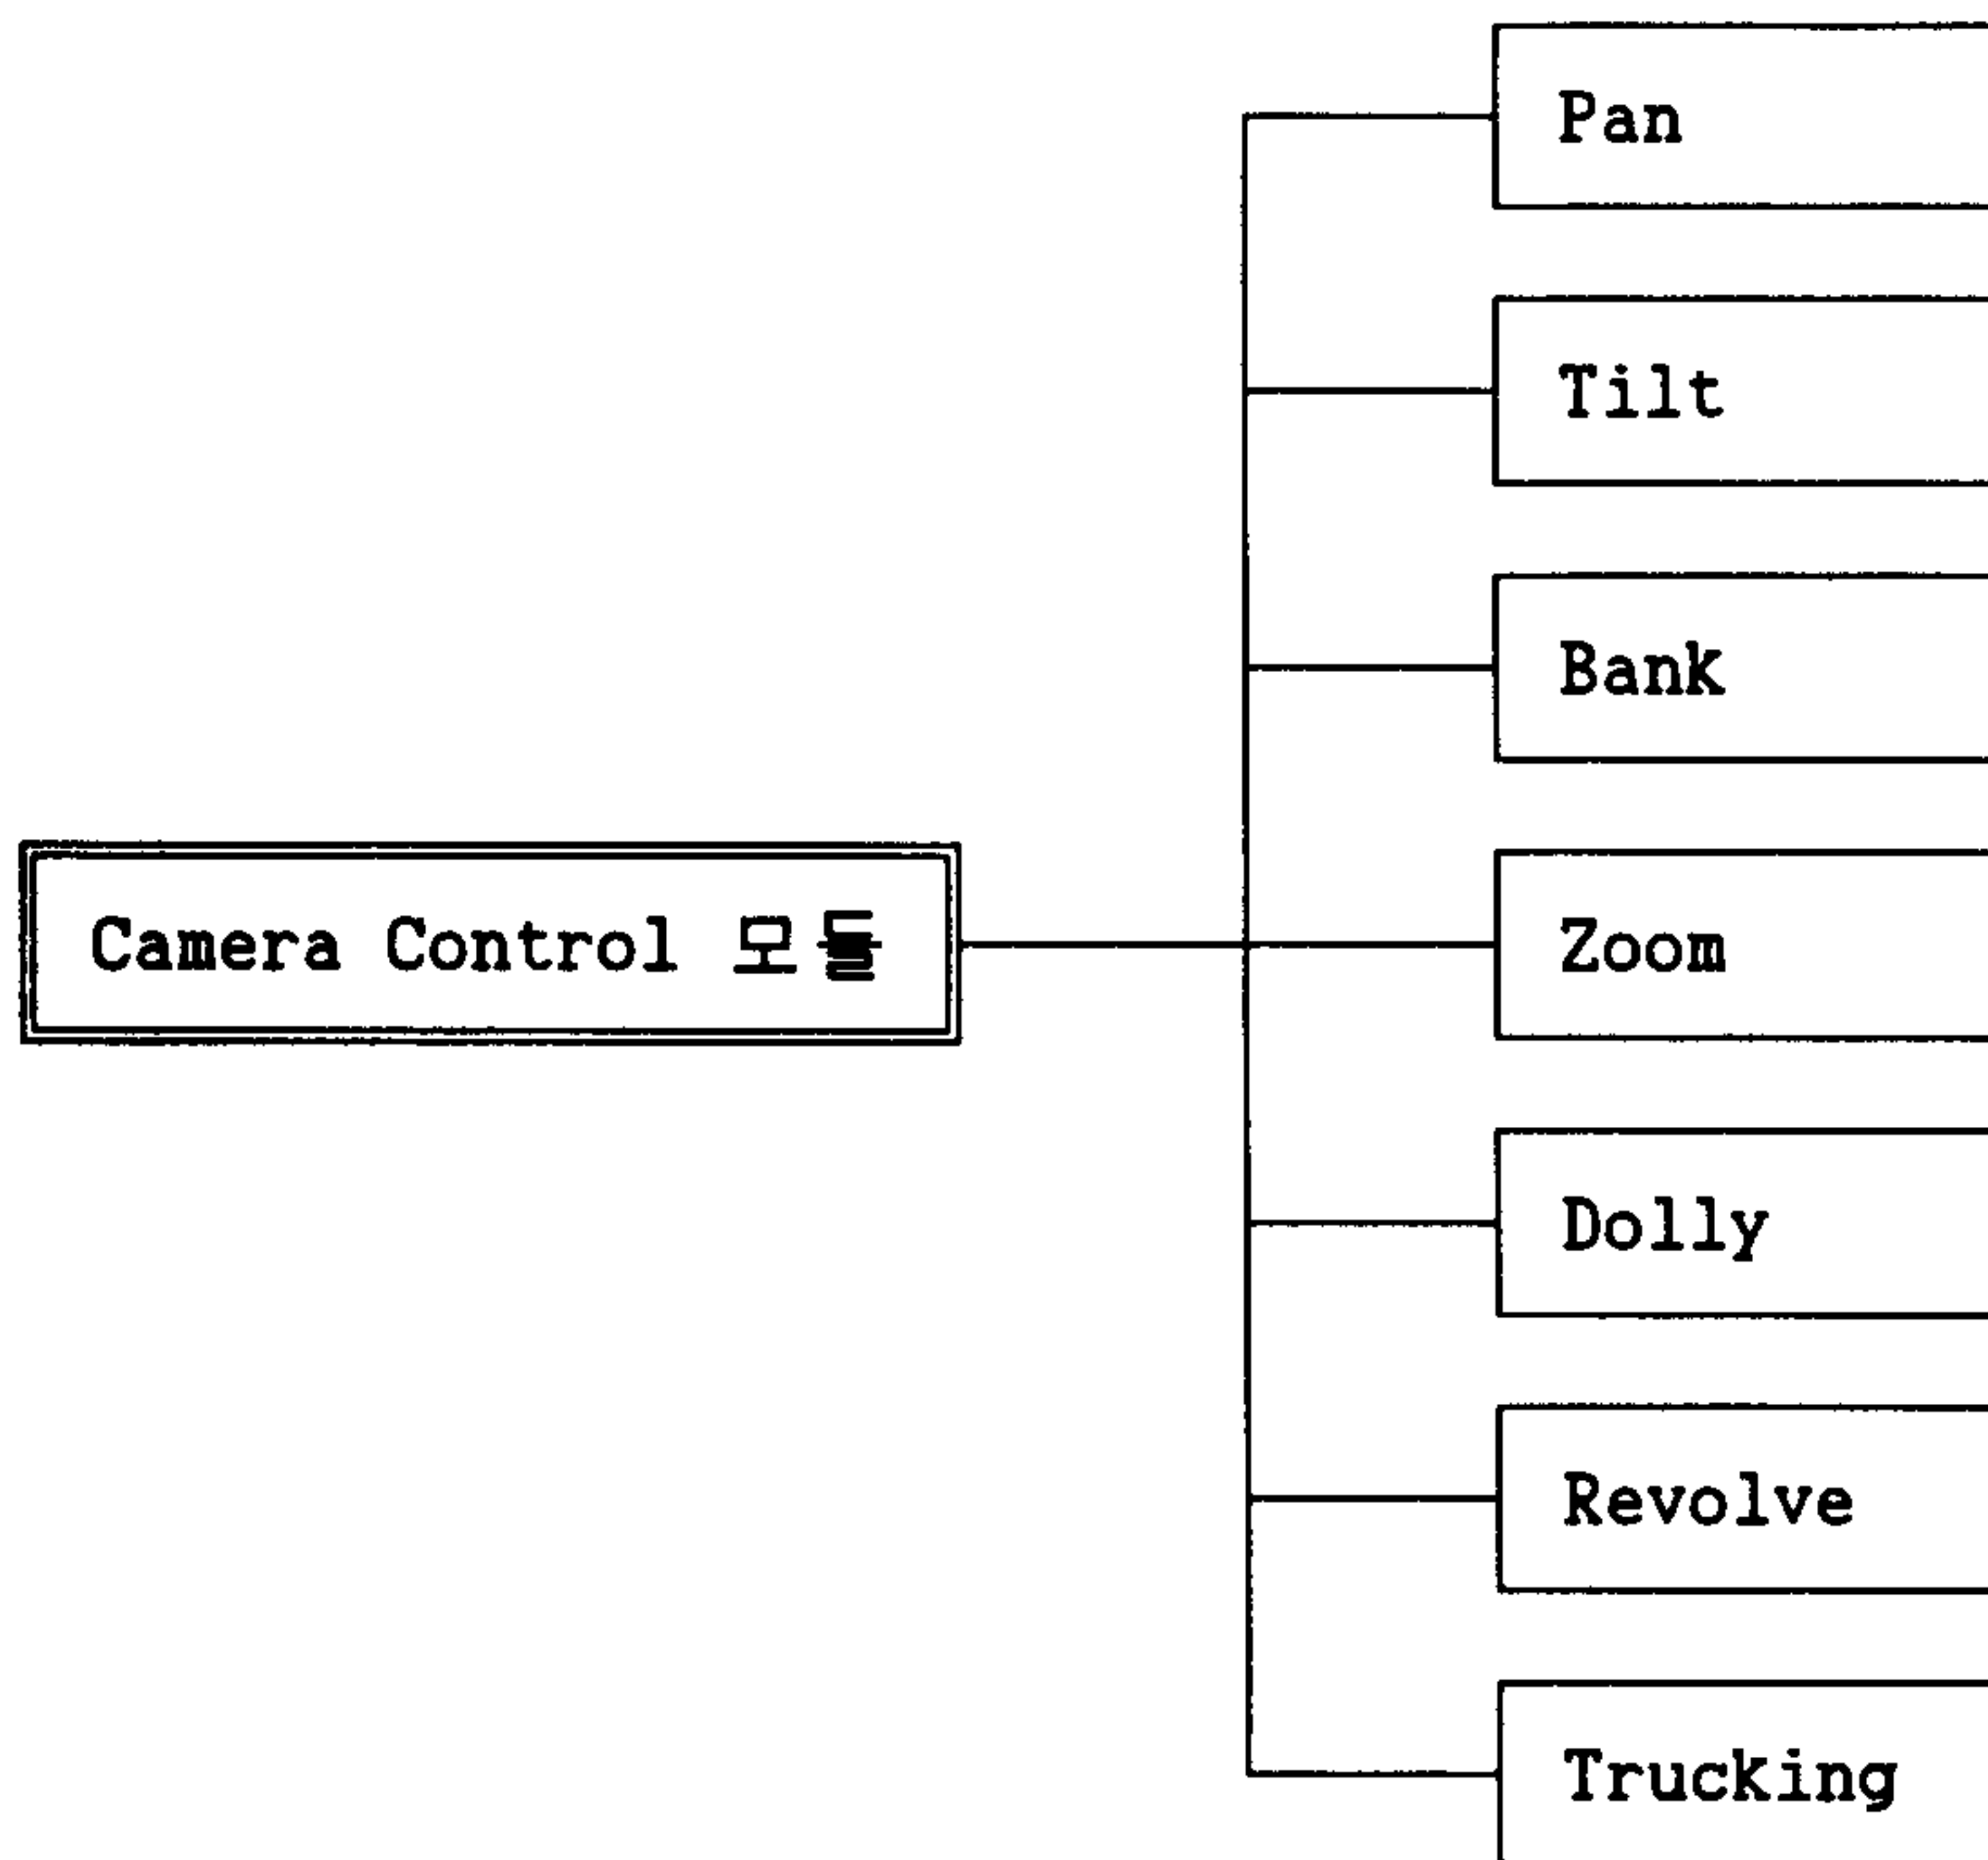 Pan
Tilt
Bank
Camera Control 모듈
Zoom
Dolly
Revolve
Trucking